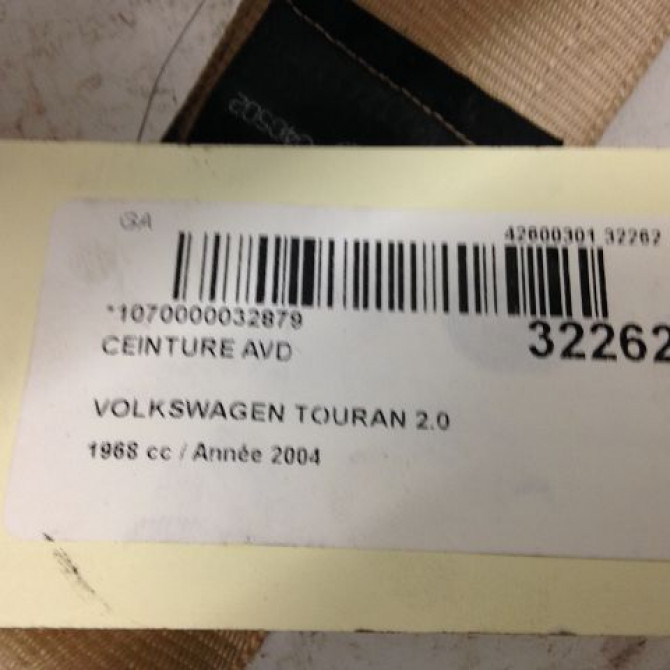 GA
42600301 32262
*1070000032879
32262
CEINTURE AVD
VOLKSWAGEN TOURAN 2.0
1968 cc / Année 2004